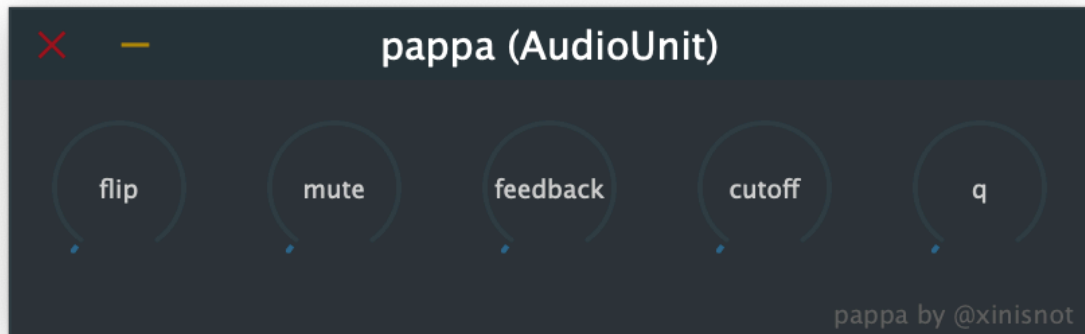 pappa (AudioUnit)
flip mute feedback cutoff q
pappa by @xinisnot